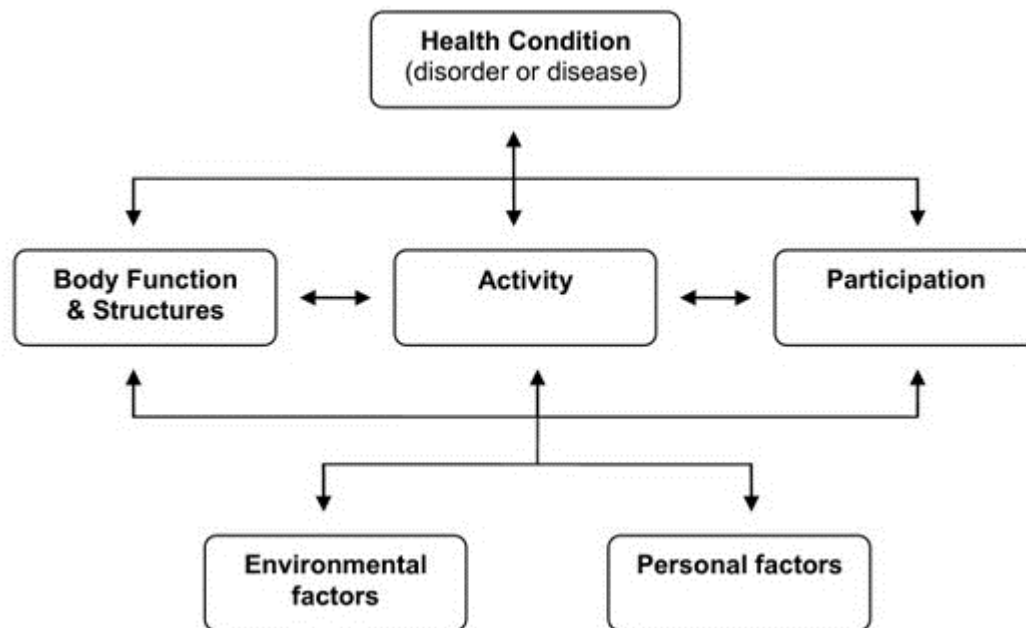 Health Condition
(disorder or disease)
Body Function
& Structures
Activity
Participation
Environmental
factors
Personal factors